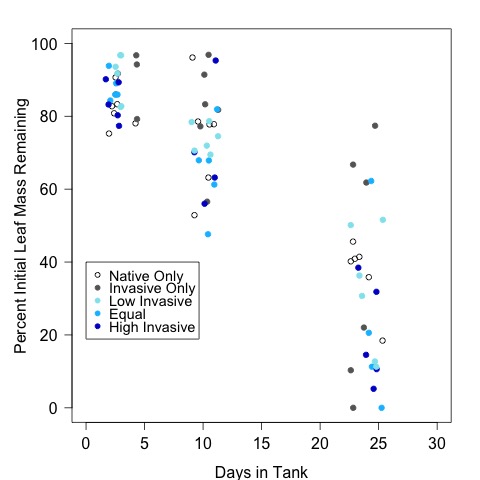 Percent Initial Leaf Mass Remaining
100
80
60
40
20
0
Native Only
Invasive Only
Low Invasive
Equal
High Invasive
0 5 10 15 20 25 30
Days in Tank